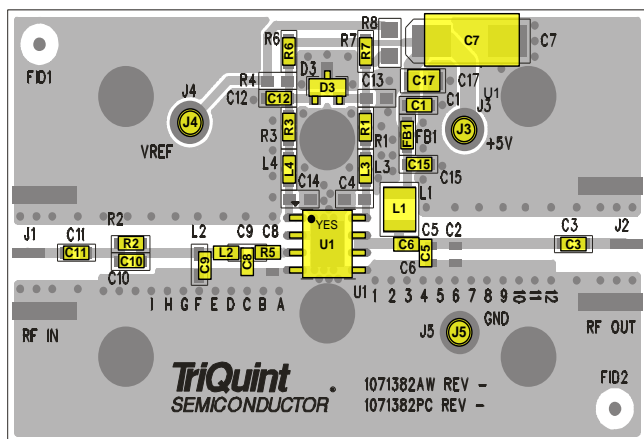 R8
C7
C7
R6
R6
R7
R7
FID1
D3
D3
R4
C13
C17
C17
U1
J4
J4
C12
C12
C1
C1
J3
J3
VREF
R3
R3
R1
R1
FB1
FB1
+5V
L4
L4
L3
L3
C15
C15
C14
C4
L1
L1
YES
U1
J1
C11
C11
R2
R2
C10
C10
L2
L2
C9
C9
C8
C8
R5
C6
C6
C5
C5
C2
C3
C3
J2
U1
I H G F E D C B A
1 2 3 4 5 6 7 8 9 10 11 12
RF IN
J5
J5
GND
RF OUT
TriQuint
SEMICONDUCTOR
1071382AW REV -
1071382PC REV -
FID2